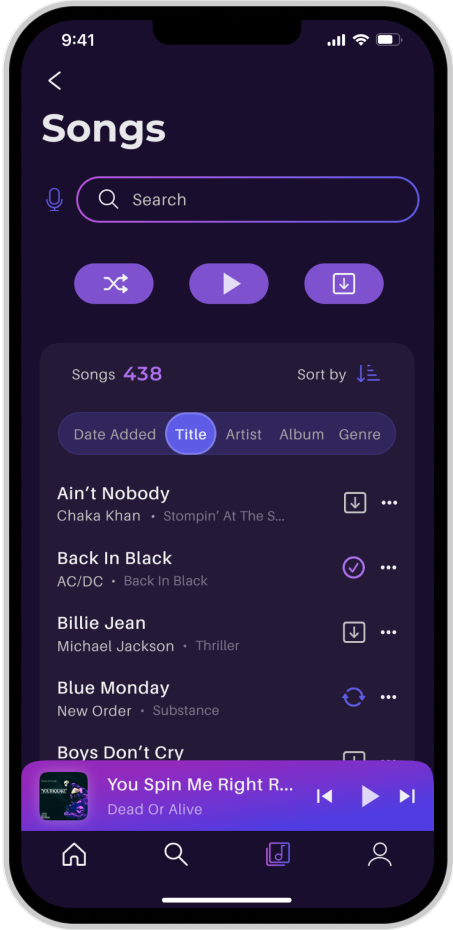 9:41
Songs
Search
Songs 438 Sort by
Date Added Title Artist Album Genre
Ain’t Nobody
Chaka Khan • Stompin’ At The S...
Back In Black
AC/DC • Back In Black
Billie Jean
Michael Jackson • Thriller
Blue Monday
New Order • Substance
Boys Don’t Cry
You Spin Me Right R...
Dead Or Alive